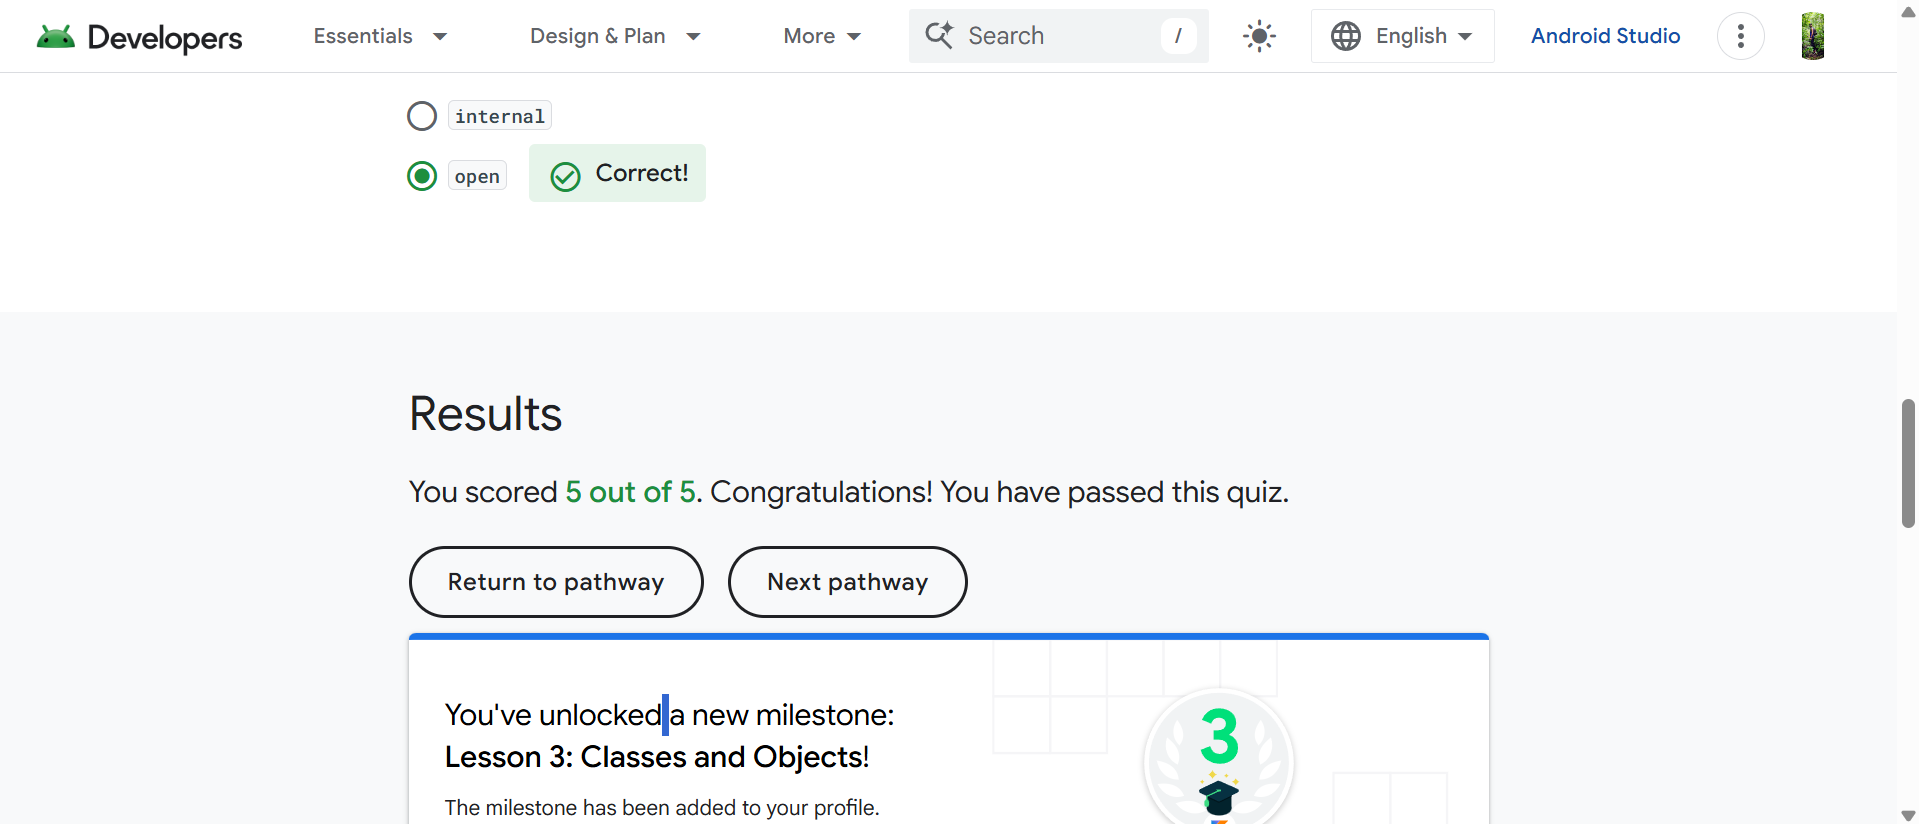 Developers
Essentials
Design & Plan
More
Search
/
English
Android Studio
internal
open
Correct!
Results
You scored 5 out of 5. Congratulations! You have passed this quiz.
Return to pathway
Next pathway
You've unlocked a new milestone:
Lesson 3: Classes and Objects!
The milestone has been added to your profile.
3